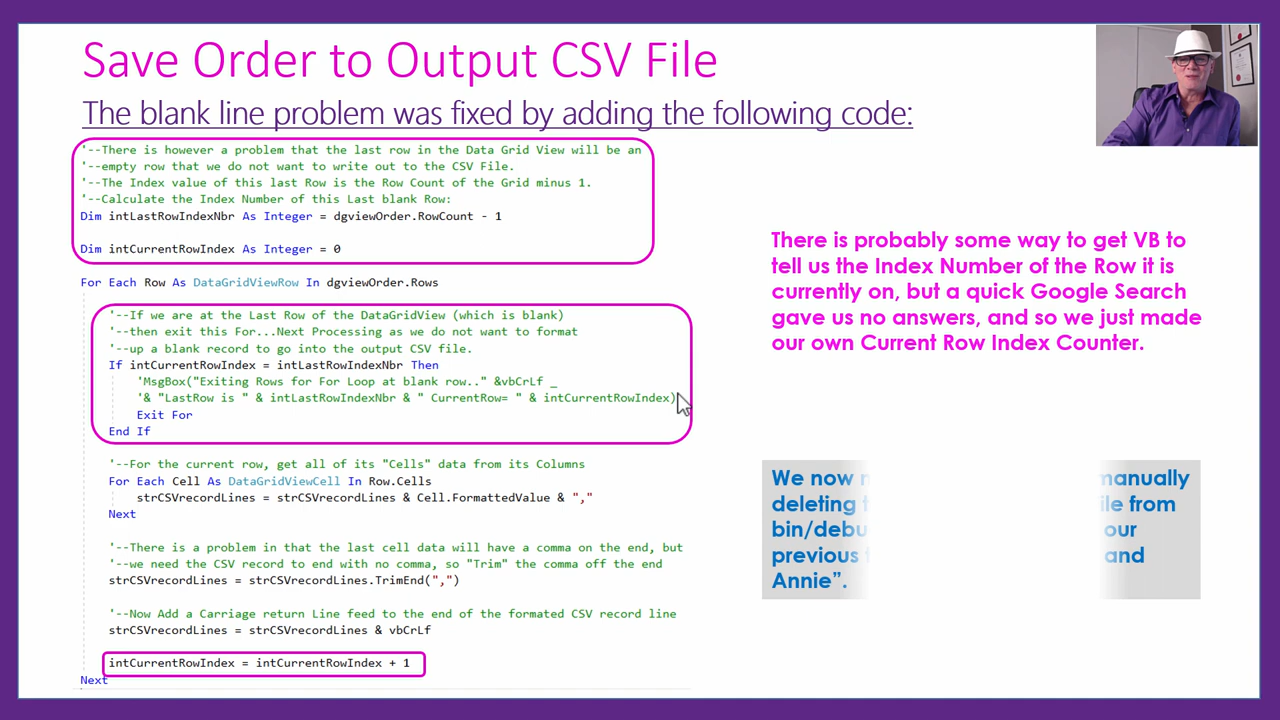 Save Order to Output CSV File
The blank line problem was fixed by adding the following code:
'--There is however a problem that the last row in the Data Grid View will be an
'--empty row that we do not want to write out to the CSV File.
'--The Index value of this last Row is the Row Count of the Grid minus 1.
'--Calculate the Index Number of this Last blank Row:
Dim intLastRowIndexNbr As Integer = dgviewOrder.RowCount - 1
Dim intCurrentRowIndex As Integer = 0
For Each Row As DataGridViewRow In dgviewOrder.Rows
'--If we are at the Last Row of the DataGridView (which is blank)
'--then exit this For...Next Processing as we do not want to format
'--up a blank record to go into the output CSV file.
If intCurrentRowIndex = intLastRowIndexNbr Then
'MsgBox("Exiting Rows for For Loop at blank row.." &vbCrLf _
'& "LastRow is " & intLastRowIndexNbr & " CurrentRow= " & intCurrentRowIndex)
Exit For
End If
'--For the current row, get all of its "Cells" data from its Columns
For Each Cell As DataGridViewCell In Row.Cells
strCSVrecordLines = strCSVrecordLines & Cell.FormattedValue & ","
Next
'--There is a problem in that the last cell data will have a comma on the end, but
'--we need the CSV record to end with no comma, so "Trim" the comma off the end
strCSVrecordLines = strCSVrecordLines.TrimEnd(",")
'--Now Add a Carriage return Line feed to the end of the formated CSV record line
strCSVrecordLines = strCSVrecordLines & vbCrLf
intCurrentRowIndex = intCurrentRowIndex + 1
Next
There is probably some way to get VB to
tell us the Index Number of the Row it is
currently on, but a quick Google Search
gave us no answers, and so we just made
our own Current Row Index Counter.
We now manually
deleting from
bin/debu our
previous and
Annie”.